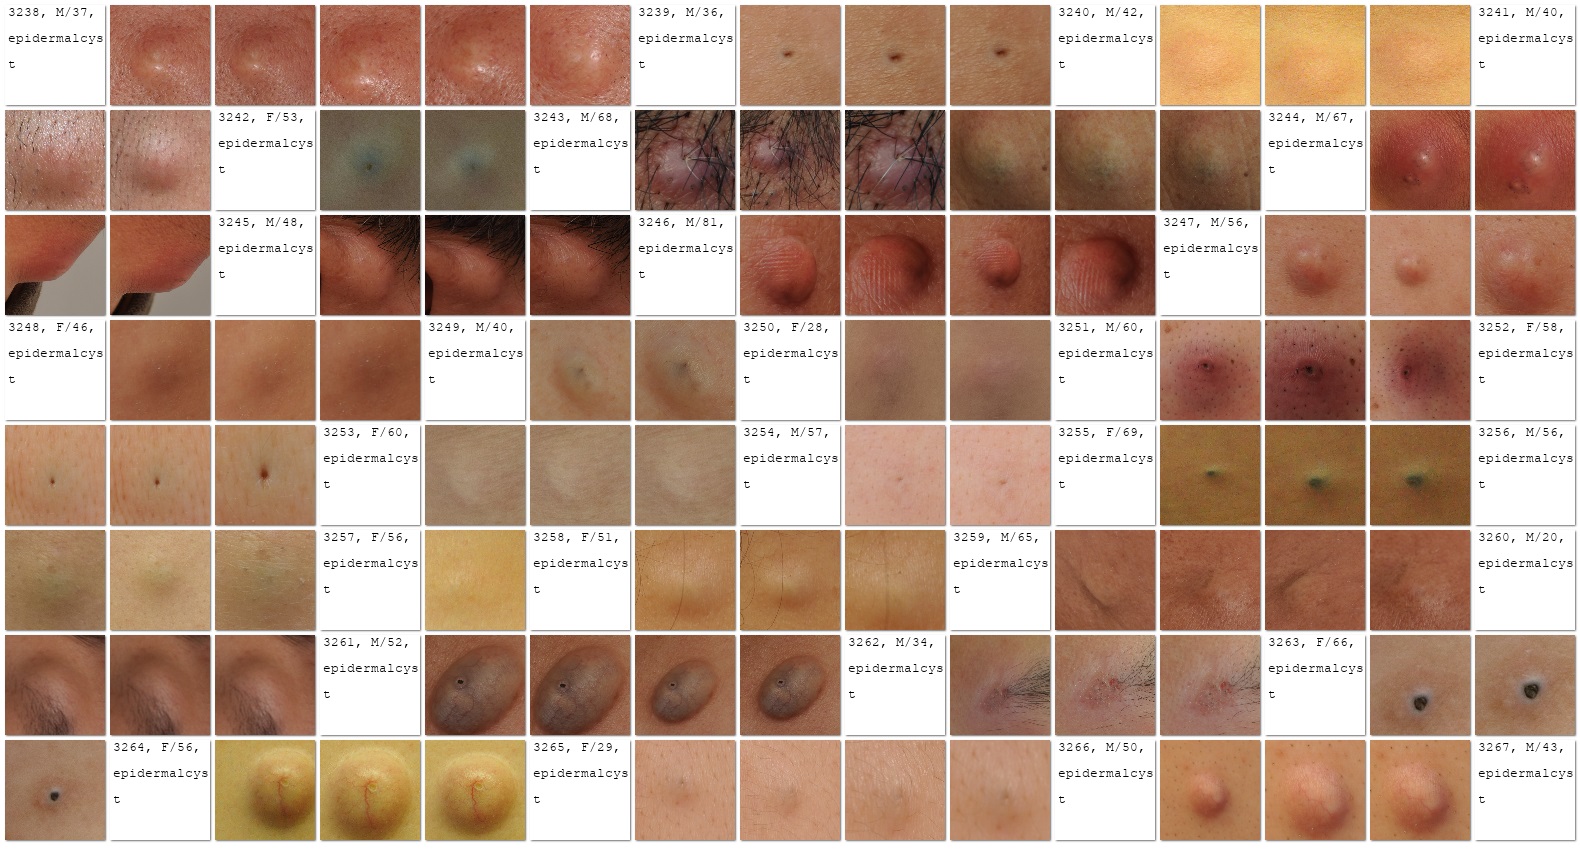 3238, M/37,
epidermalcys
t
3239, M/36,
epidermalcys
t
3240, M/42,
epidermalcys
t
3241, M/40,
epidermalcys
t
3242, F/53,
epidermalcys
t
3243, M/68,
epidermalcys
t
3244, M/67,
epidermalcys
t
3245, M/48,
epidermalcys
t
3246, M/81,
epidermalcys
t
3247, M/56,
epidermalcys
t
3248, F/46,
epidermalcys
t
3249, M/40,
epidermalcys
t
3250, F/28,
epidermalcys
t
3251, M/60,
epidermalcys
t
3252, F/58,
epidermalcys
t
3253, F/60,
epidermalcys
t
3254, M/57,
epidermalcys
t
3255, F/69,
epidermalcys
t
3256, M/56,
epidermalcys
t
3257, F/56,
epidermalcys
t
3258, F/51,
epidermalcys
t
3259, M/65,
epidermalcys
t
3260, M/20,
epidermalcys
t
3261, M/52,
epidermalcys
t
3262, M/34,
epidermalcys
t
3263, F/66,
epidermalcys
t
3264, F/56,
epidermalcys
t
3265, F/29,
epidermalcys
t
3266, M/50,
epidermalcys
t
3267, M/43,
epidermalcys
t